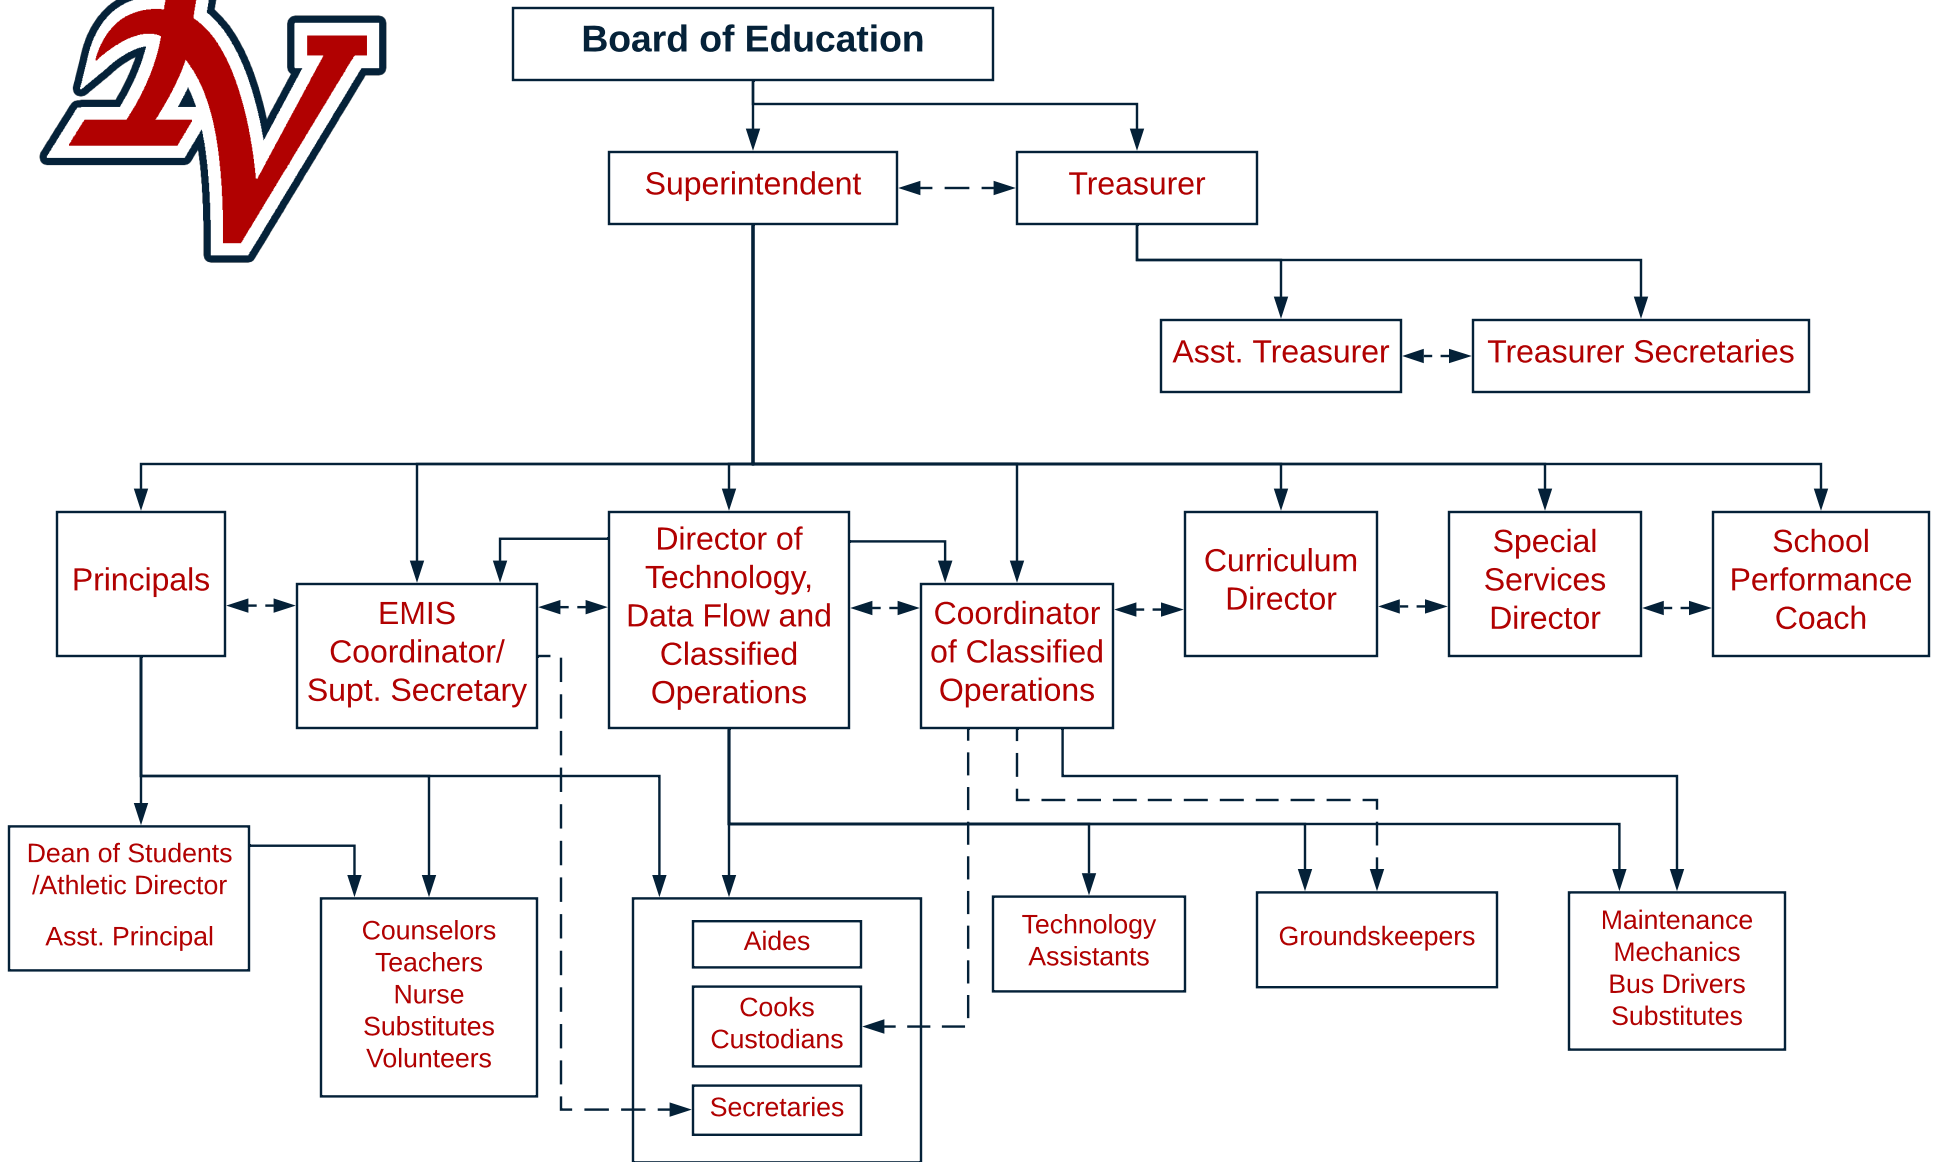 Board of Education
Superintendent
Treasurer
Asst. Treasurer
Treasurer Secretaries
Principals
EMIS
Coordinator/
Supt. Secretary
Director of
Technology,
Data Flow and
Classified
Operations
Coordinator
of Classified
Operations
Curriculum
Director
Special
Services
Director
School
Performance
Coach
Dean of Students
/Athletic Director
Asst. Principal
Counselors
Teachers
Nurse
Substitutes
Volunteers
Aides
Cooks
Custodians
Secretaries
Technology
Assistants
Groundskeepers
Maintenance
Mechanics
Bus Drivers
Substitutes